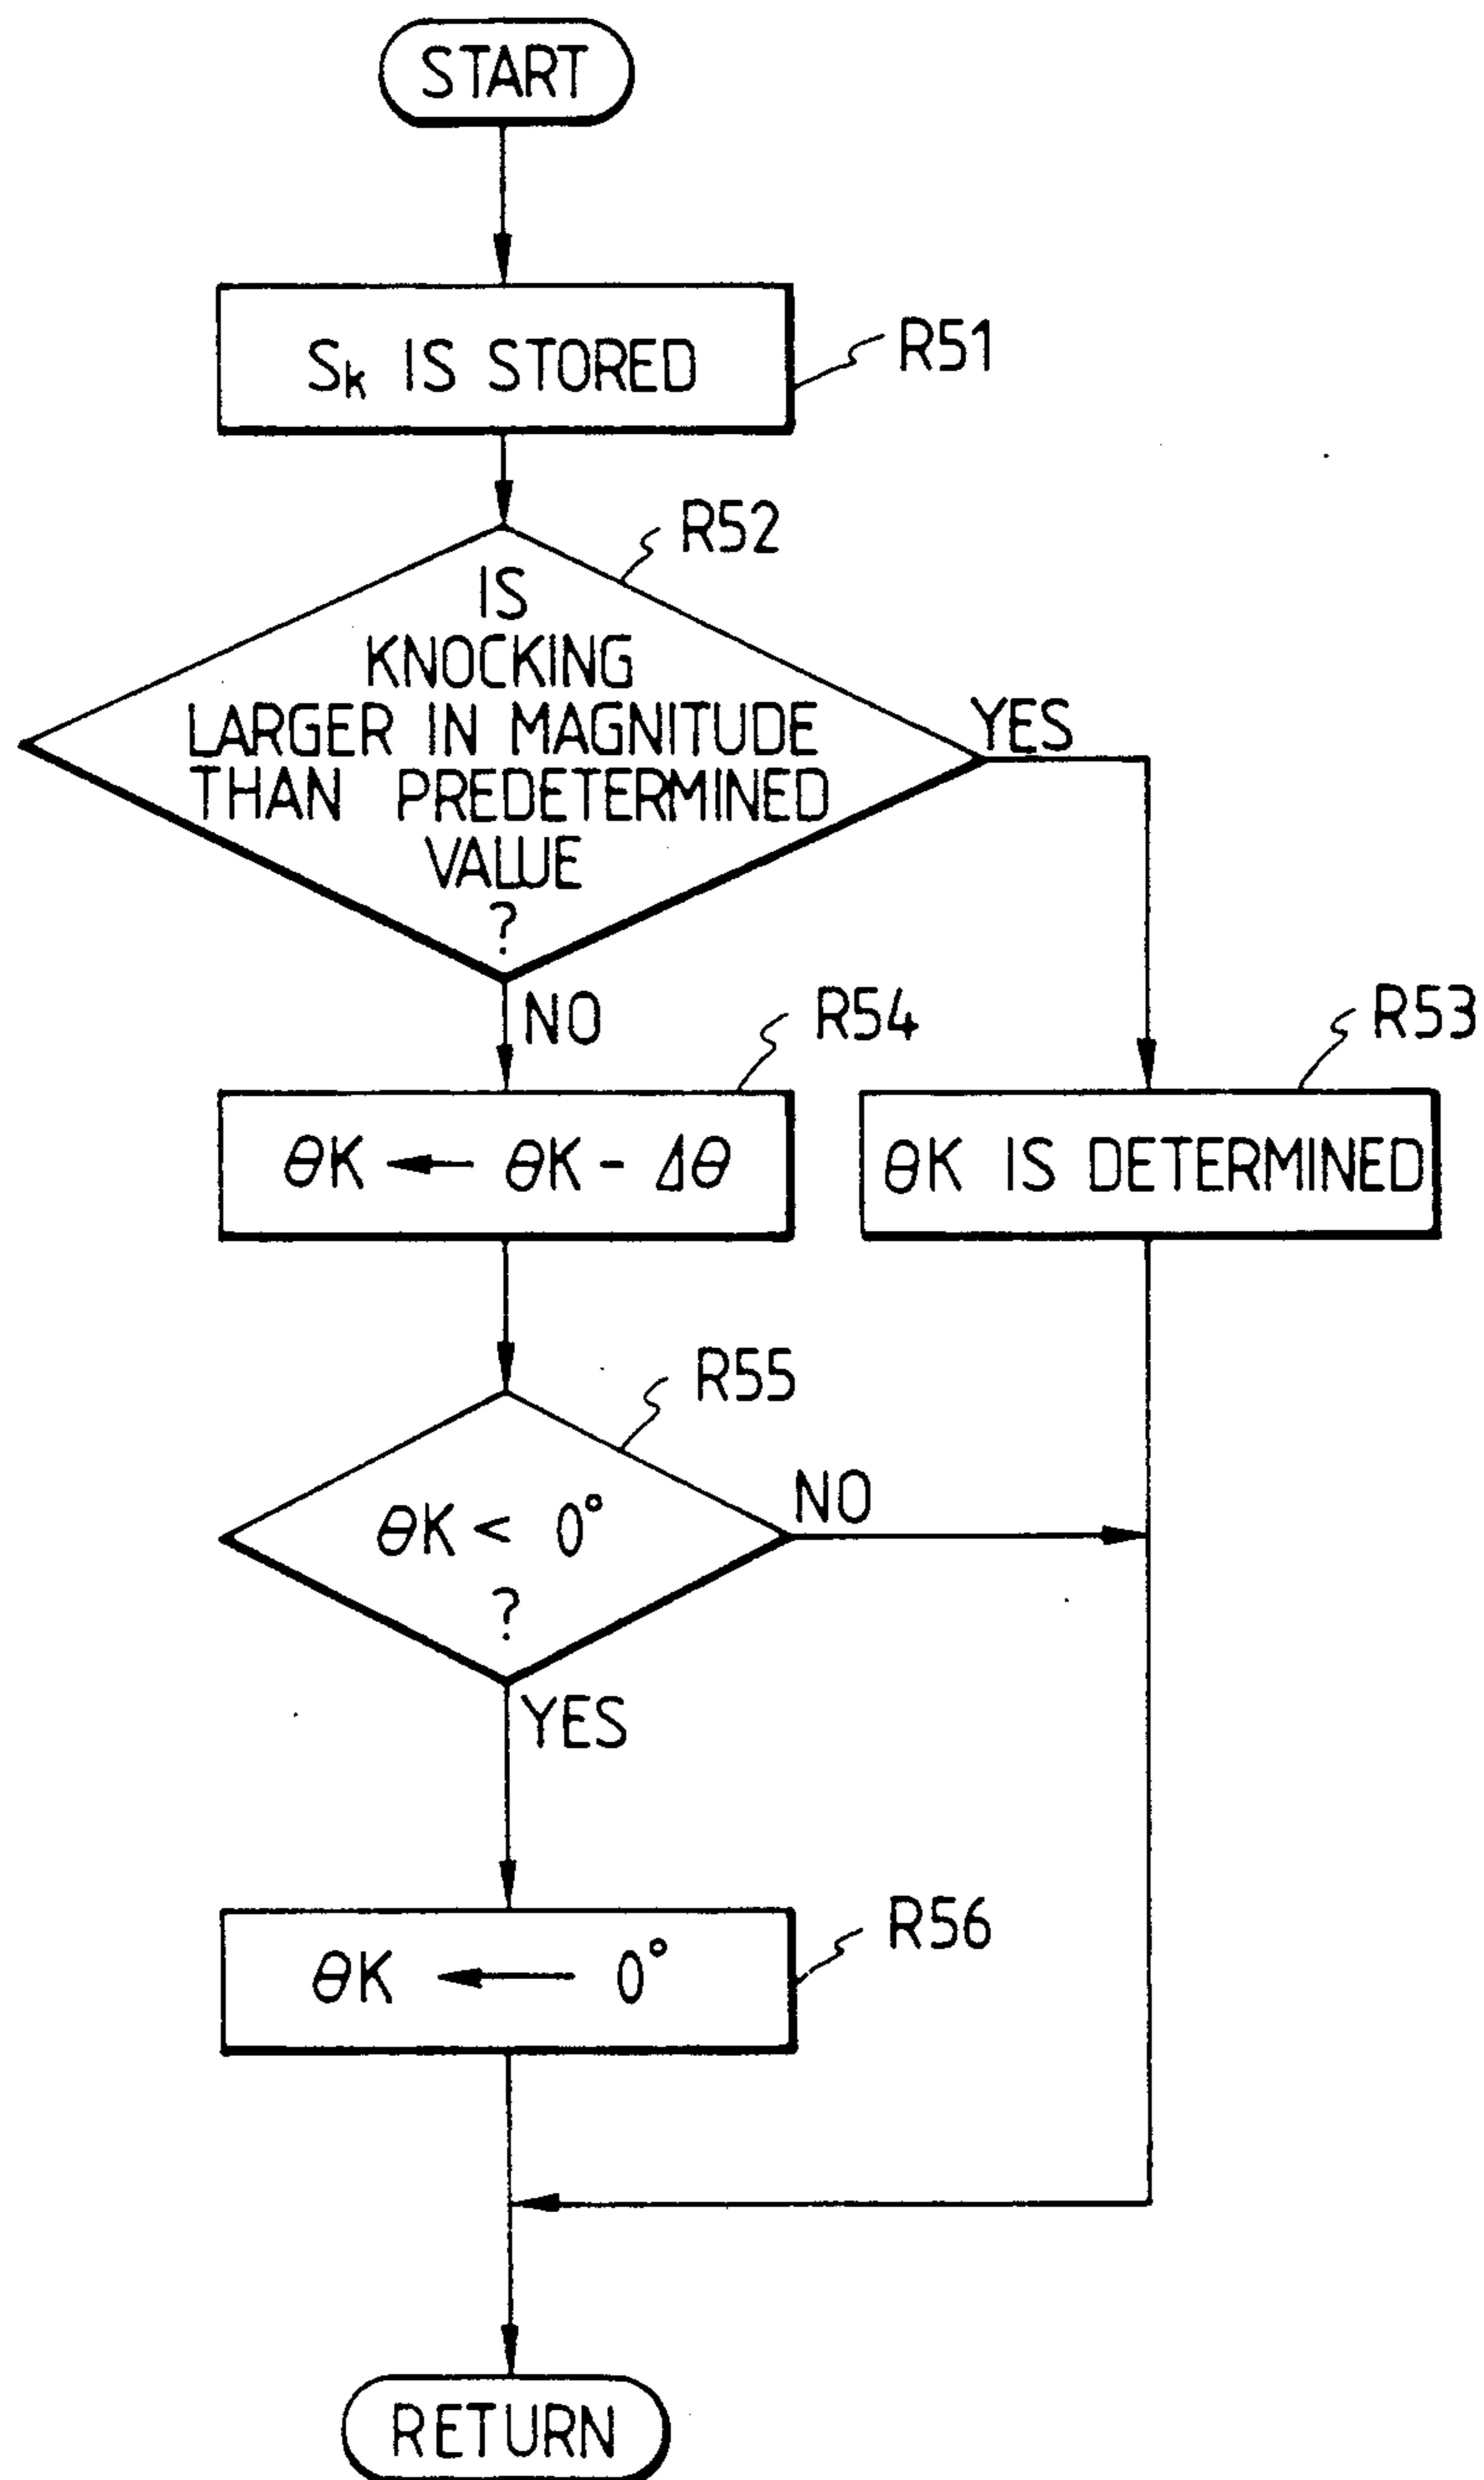 START
Sk IS STORED
R51
R52
IS
KNOCKING
LARGER IN MAGNITUDE
THAN PREDETERMINED
VALUE
?
YES
NO
R54
R53
θK ← θK - Δθ
θK IS DETERMINED
R55
θK < 0°
?
NO
YES
R56
θK ← 0°
RETURN